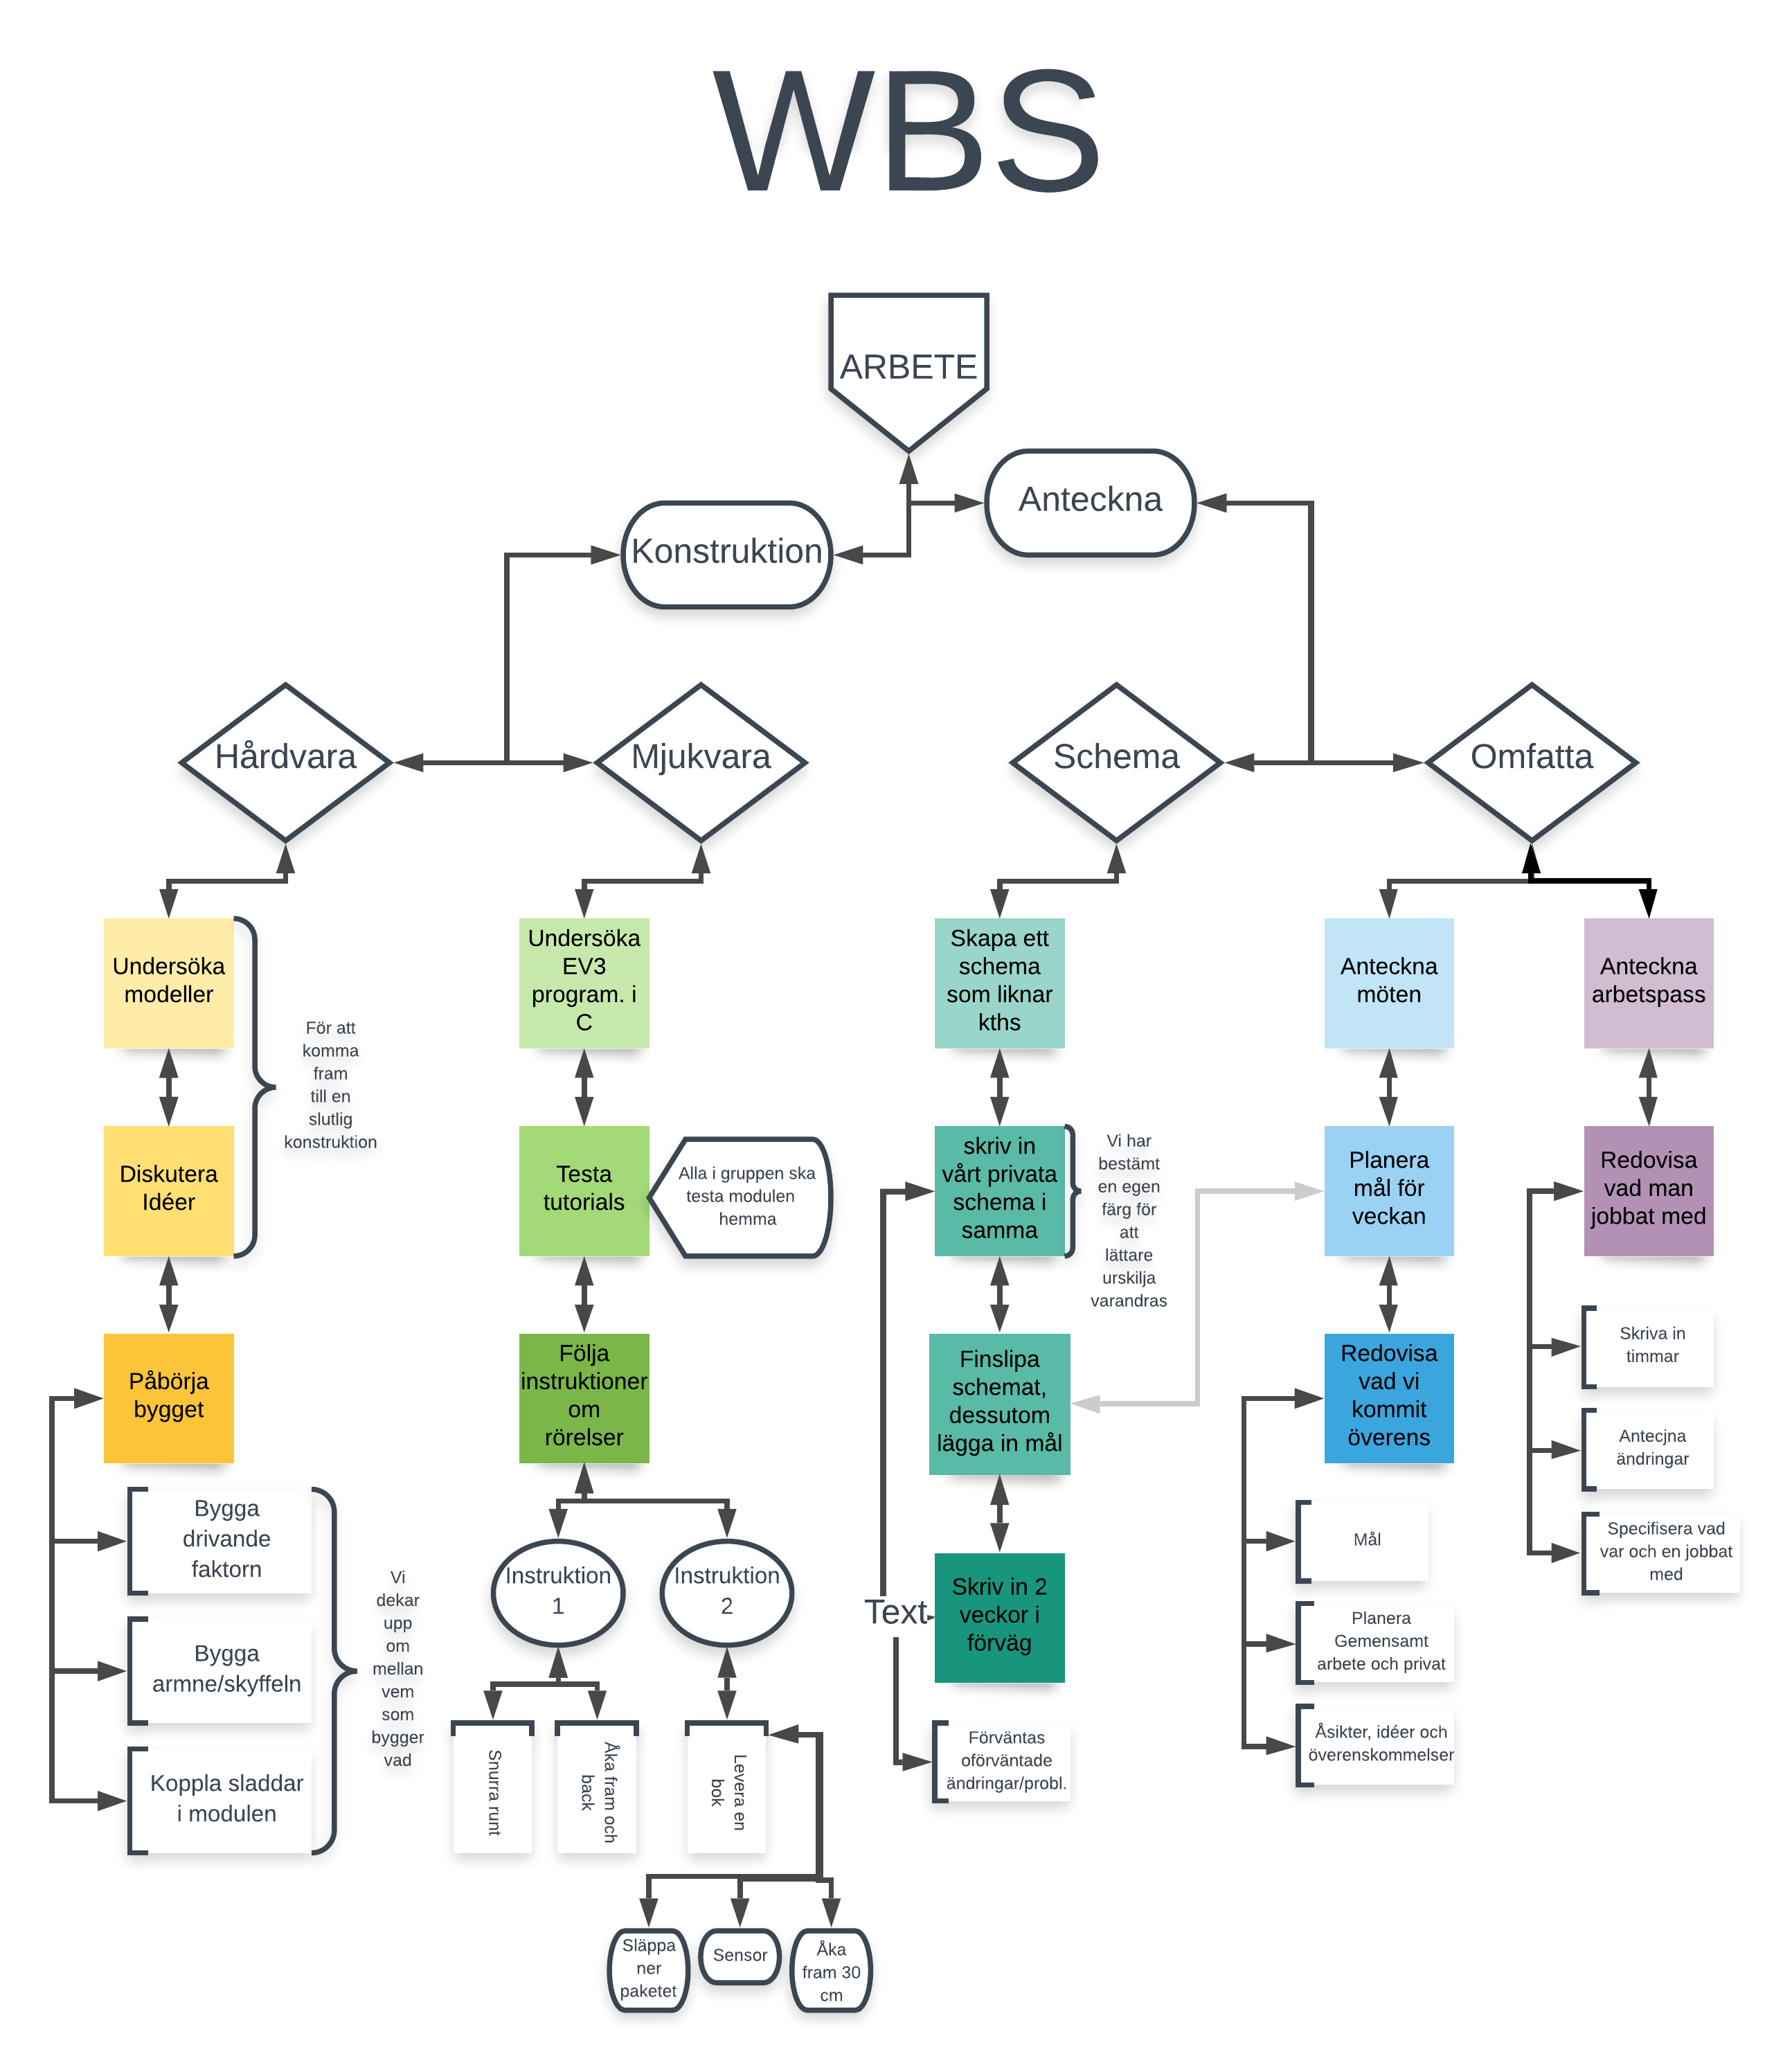 WBS
ARBETE
Anteckna
Konstruktion
Hårdvara
Mjukvara
Schema
Omfatta
Undersöka
modeller
Diskutera
Idéer
För att
komma
fram
till en
slutlig
konstruktion
Påbörja
bygget
Bygga
drivande
faktorn
Bygga
armne/skyffeln
Koppla sladdar
i modulen
Vi
dekar
upp
om
mellan
vem
som
bygger
vad
Undersöka
EV3
program. i
C
Testa
tutorials
Alla i gruppen ska
testa modulen
hemma
Följa
instruktioner
om
rörelser
Instruktion
1
Instruktion
2
Snurra runt
Åka fram och
back
Levera en
bok
Släppa
ner
paketet
Sensor
Åka
fram 30
cm
Skapa ett
schema
som liknar
kths
skriv in
vårt privata
schema i
samma
Vi har
bestämt
en egen
färg för
att
lättare
urskilja
varandras
Finslipa
schemat,
dessutom
lägga in mål
Text
Skriv in 2
veckor i
förväg
Förväntas
oförväntade
ändringar/probl.
Anteckna
möten
Planera
mål för
veckan
Redovisa
vad vi
kommit
överens
Mål
Planera
Gemensamt
arbete och privat
Åsikter, idéer och
överenskommelser
Anteckna
arbetspass
Redovisa
vad man
jobbat med
Skriva in
timmar
Antecjna
ändringar
Specifisera vad
var och en jobbat
med